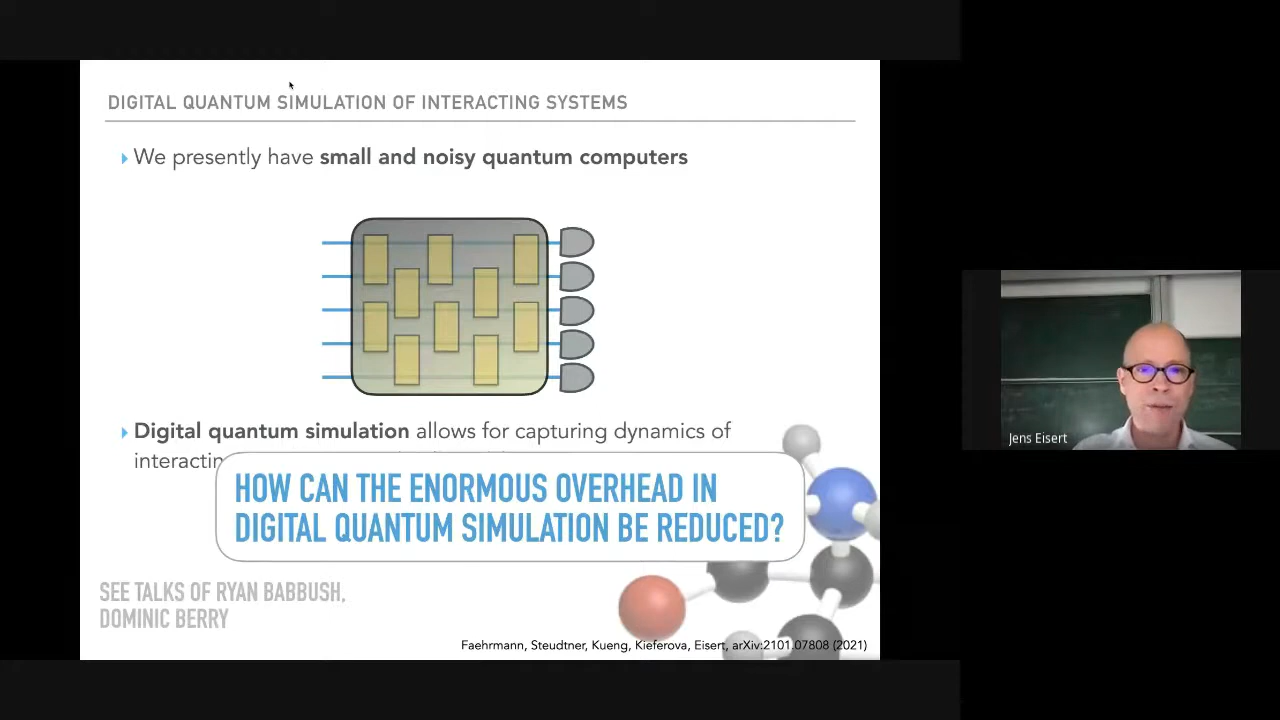 DIGITAL QUANTUM SIMULATION OF INTERACTING SYSTEMS
We presently have small and noisy quantum computers
Digital quantum simulation allows for capturing dynamics of
HOW CAN THE ENORMOUS OVERHEAD IN
DIGITAL QUANTUM SIMULATION BE REDUCED?
SEE TALKS OF RYAN BABBUSH,
DOMINIC BERRY
Faehrmann, Steudtner, Kueng, Kieferova, Eisert, arXiv:2101.07808 (2021)
Jens Eisert